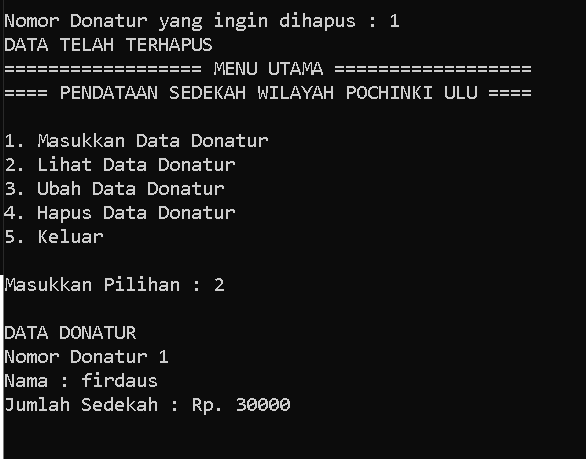 Nomor Donatur yang ingin dihapus : 1
DATA TELAH TERHAPUS
================== MENU UTAMA ==================
==== PENDATAAN SEDEKAH WILAYAH POCHINKI ULU ====
1. Masukkan Data Donatur
2. Lihat Data Donatur
3. Ubah Data Donatur
4. Hapus Data Donatur
5. Keluar
Masukkan Pilihan : 2
DATA DONATUR
Nomor Donatur 1
Nama : firdaus
Jumlah Sedekah : Rp. 30000